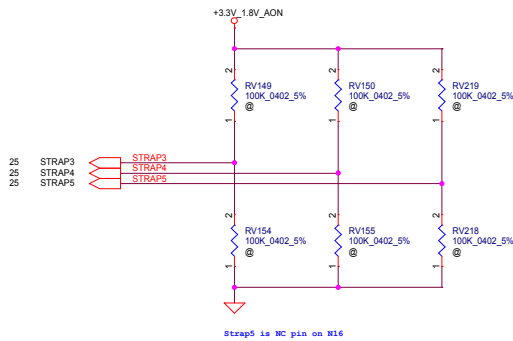 +3.3V_1.8V_AON
2
2
2
RV149
100K_0402_5%
@
RV150
100K_0402_5%
@
RV219
100K_0402_5%
@
1
1
1
25 STRAP3 STRAP3
25 STRAP4 STRAP4
25 STRAP5 STRAP5
2
2
2
RV154
100K_0402_5%
@
RV155
100K_0402_5%
@
RV218
100K_0402_5%
@
1
1
1
Strap5 is NC pin on N16